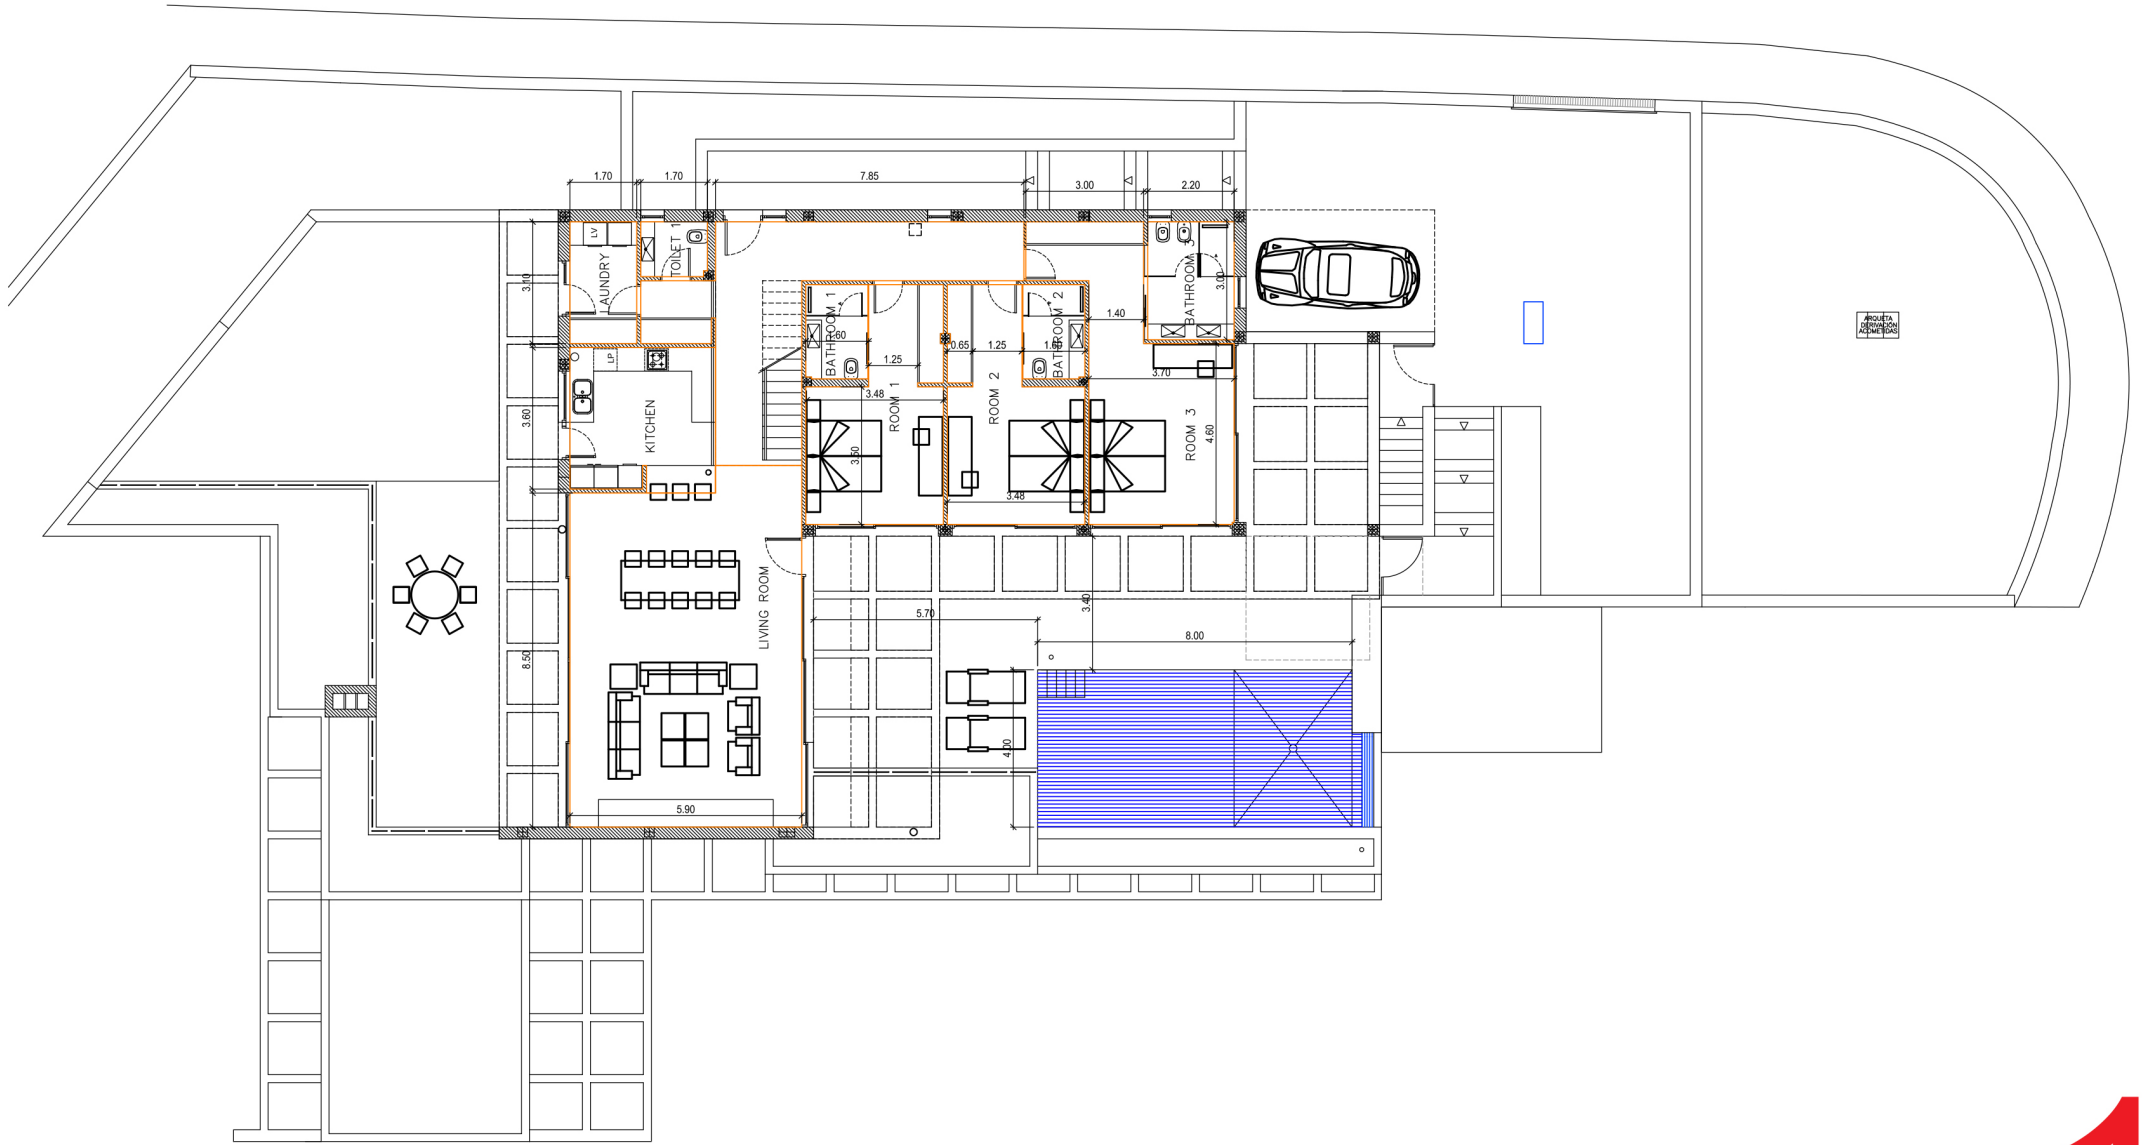 1.70
1.70
7.85
3.00
2.20
LV
TOILET 1
LAUNDRY
3.10
BATHROOM 3
3.00
ARQUETA
DERIVACIÓN
ACOMETIDAS
BATHROOM 1
1.60
BATHROOM 2
1.60
1.40
0.65
1.25
1.25
LP
3.70
3.48
ROOM 1
ROOM 2
ROOM 3
4.60
3.60
KITCHEN
3.50
3.48
LIVING ROOM
3.40
5.70
8.00
8.50
4.00
5.90